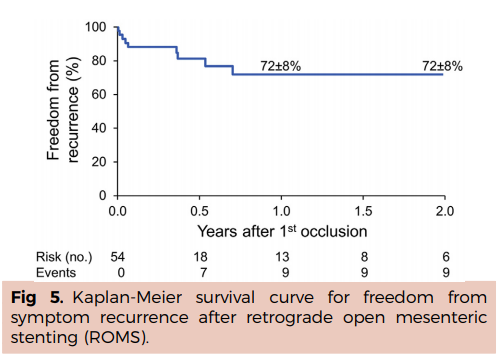 100
80
60
40
20
0
Freedom from
recurrence (%)
72±8%
72±8%
0.0 0.5 1.0 1.5 2.0
Years after 1st occlusion
Risk (no.) 54 18 13 8 6
Events 0 7 9 9 9
Fig 5. Kaplan-Meier survival curve for freedom from
symptom recurrence after retrograde open mesenteric
stenting (ROMS).